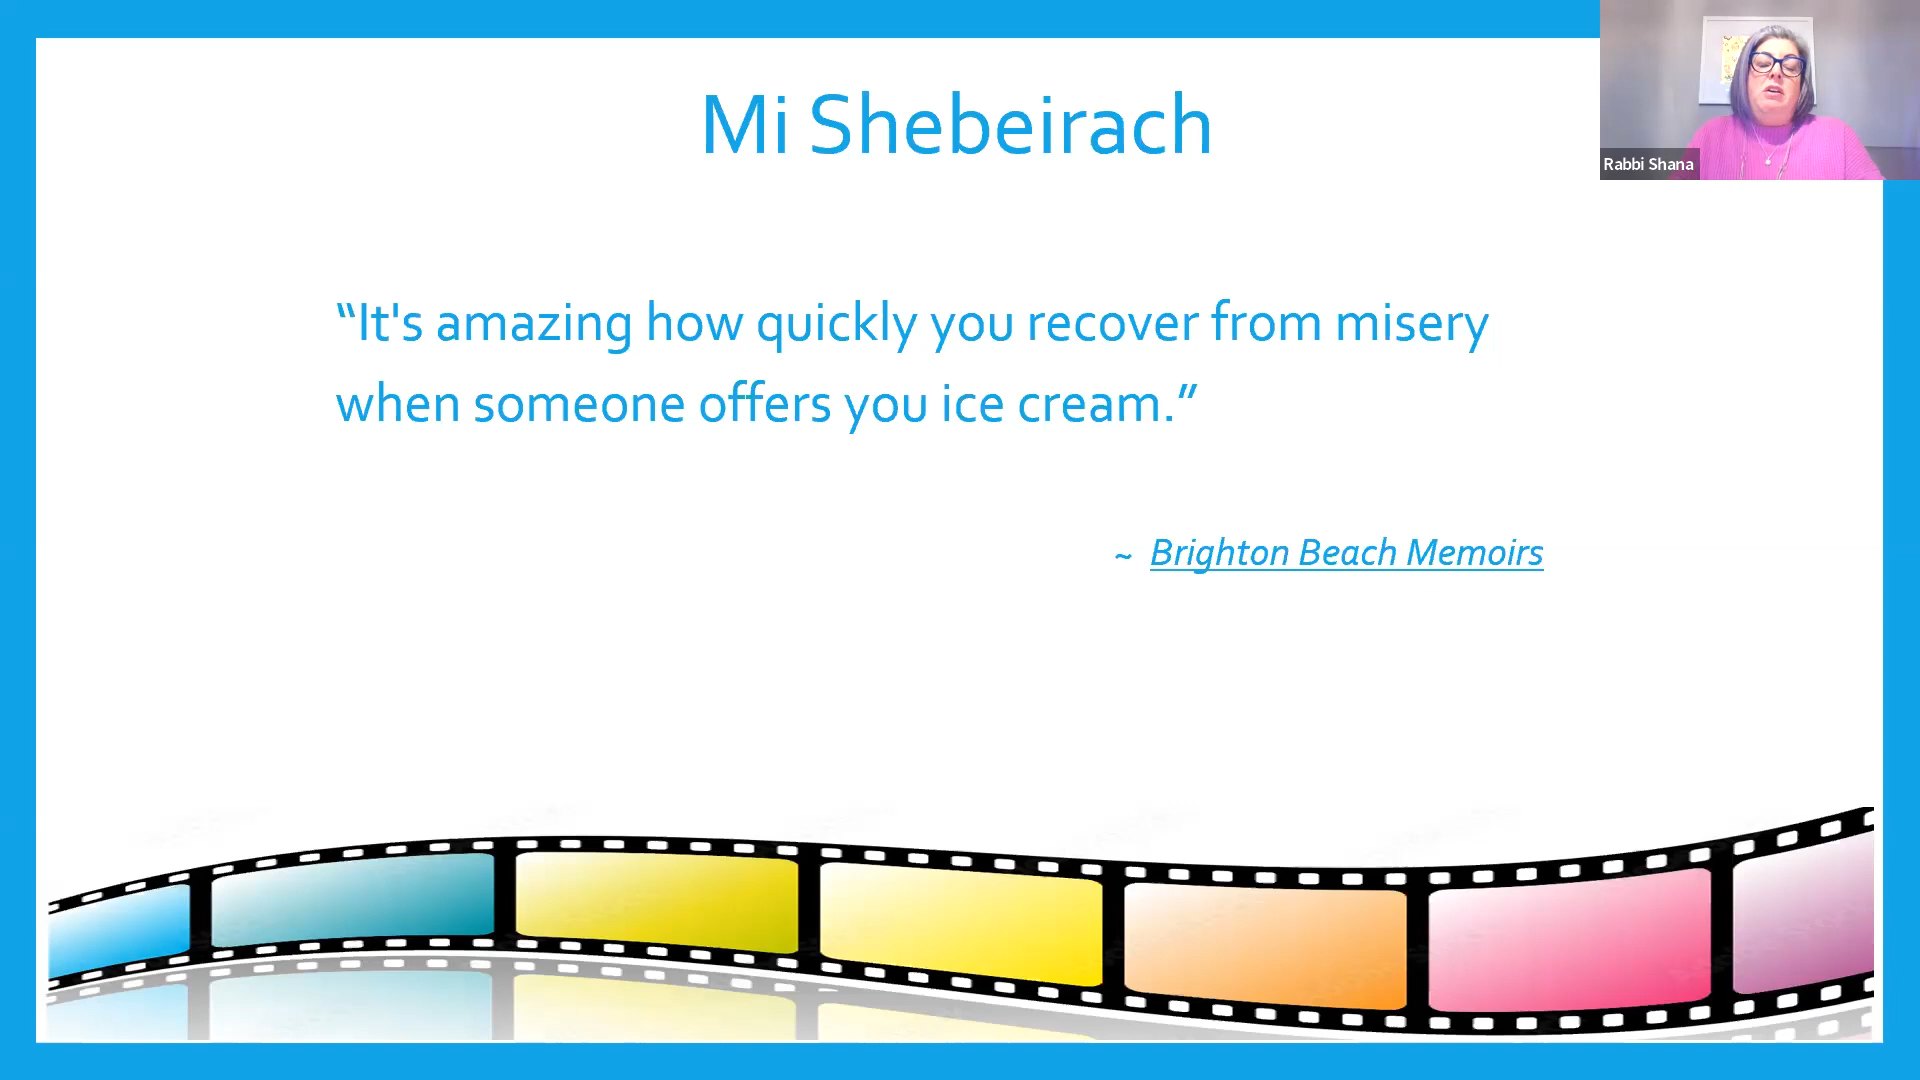 Mi Shebeirach
Rabbi Shana
“It's amazing how quickly you recover from misery
when someone offers you ice cream.”
~ Brighton Beach Memoirs